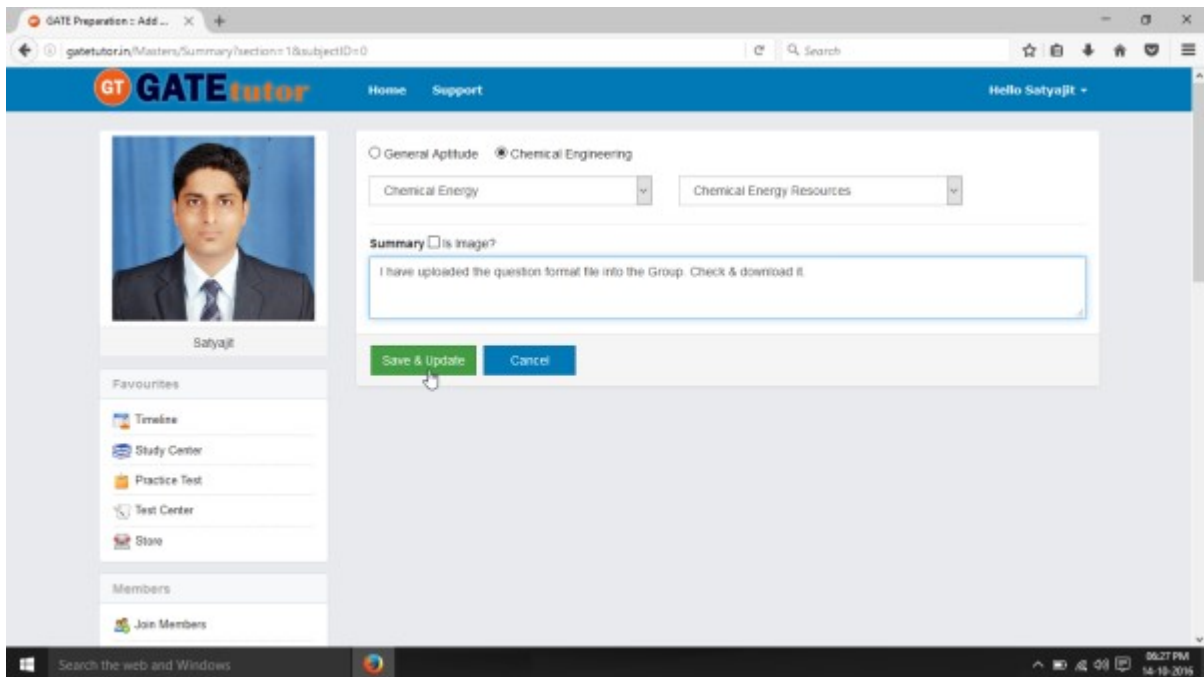 GATE Preparation :: Add ...
gatetutor.in/Masters/Summary?section=1&subjectID=0
Search
GT GATEtutor
Home Support
Hello Satyajit
General Aptitude Chemical Engineering
Chemical Energy Chemical Energy Resources
Summary Is Image?
I have uploaded the question format file into the Group. Check & download it.
Save & Update Cancel
Satyajit
Favourites
Timeline
Study Center
Practice Test
Test Center
Store
Members
Join Members
Search the web and Windows
06:27 PM
14-10-2016